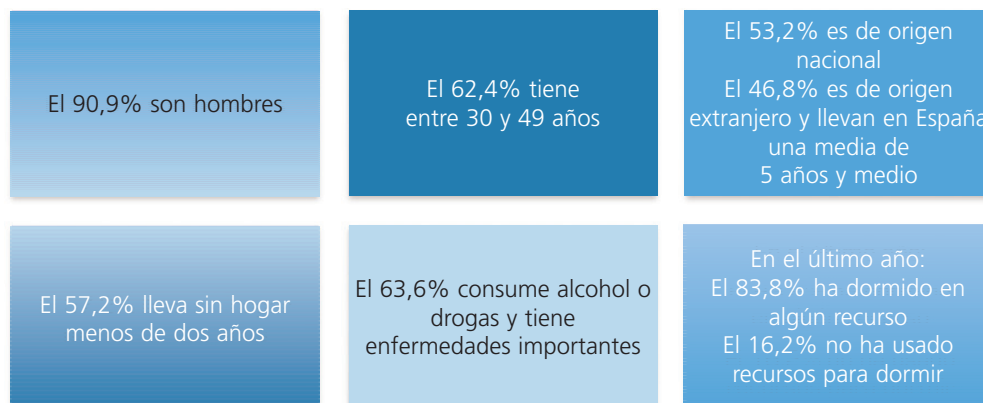 El 90,9% son hombres
El 62,4% tiene
entre 30 y 49 años
El 53,2% es de origen
nacional
El 46,8% es de origen
extranjero y llevan en España
una media de
5 años y medio
El 57,2% lleva sin hogar
menos de dos años
El 63,6% consume alcohol o
drogas y tiene
enfermedades importantes
En el último año:
El 83,8% ha dormido en
algún recurso
El 16,2% no ha usado
recursos para dormir